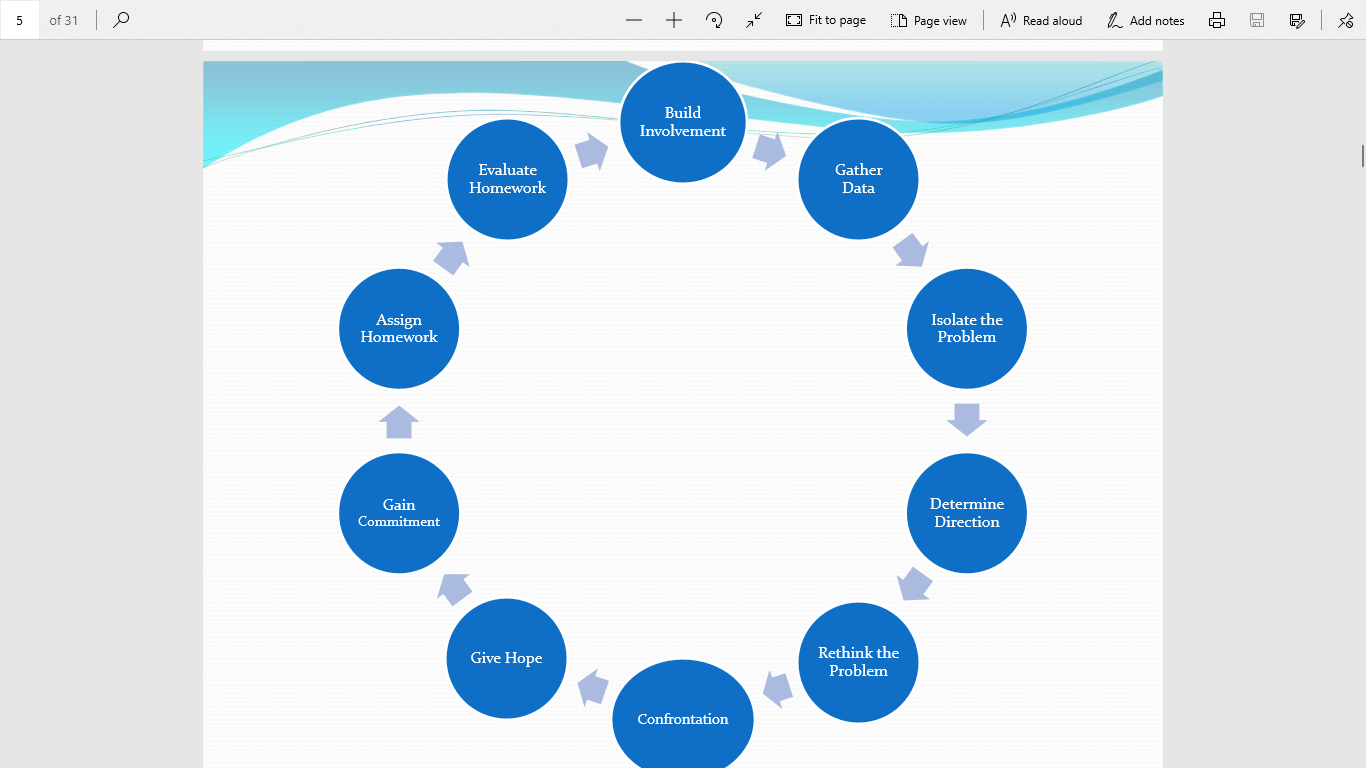 5 of 31
Fit to page
Page view
Read aloud
Add notes
Build
Involvement
Gather
Data
Isolate the
Problem
Determine
Direction
Rethink the
Problem
Confrontation
Give Hope
Gain
Commitment
Assign
Homework
Evaluate
Homework